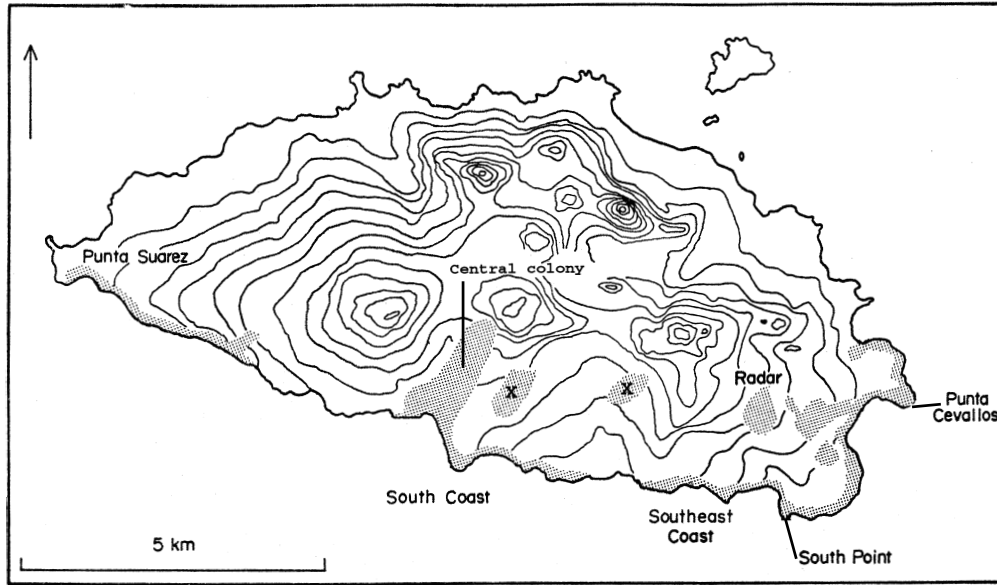 Punta Suarez
Central colony
X
X
Radar
Punta
Cevallos
South Coast
Southeast
Coast
South Point
5 km